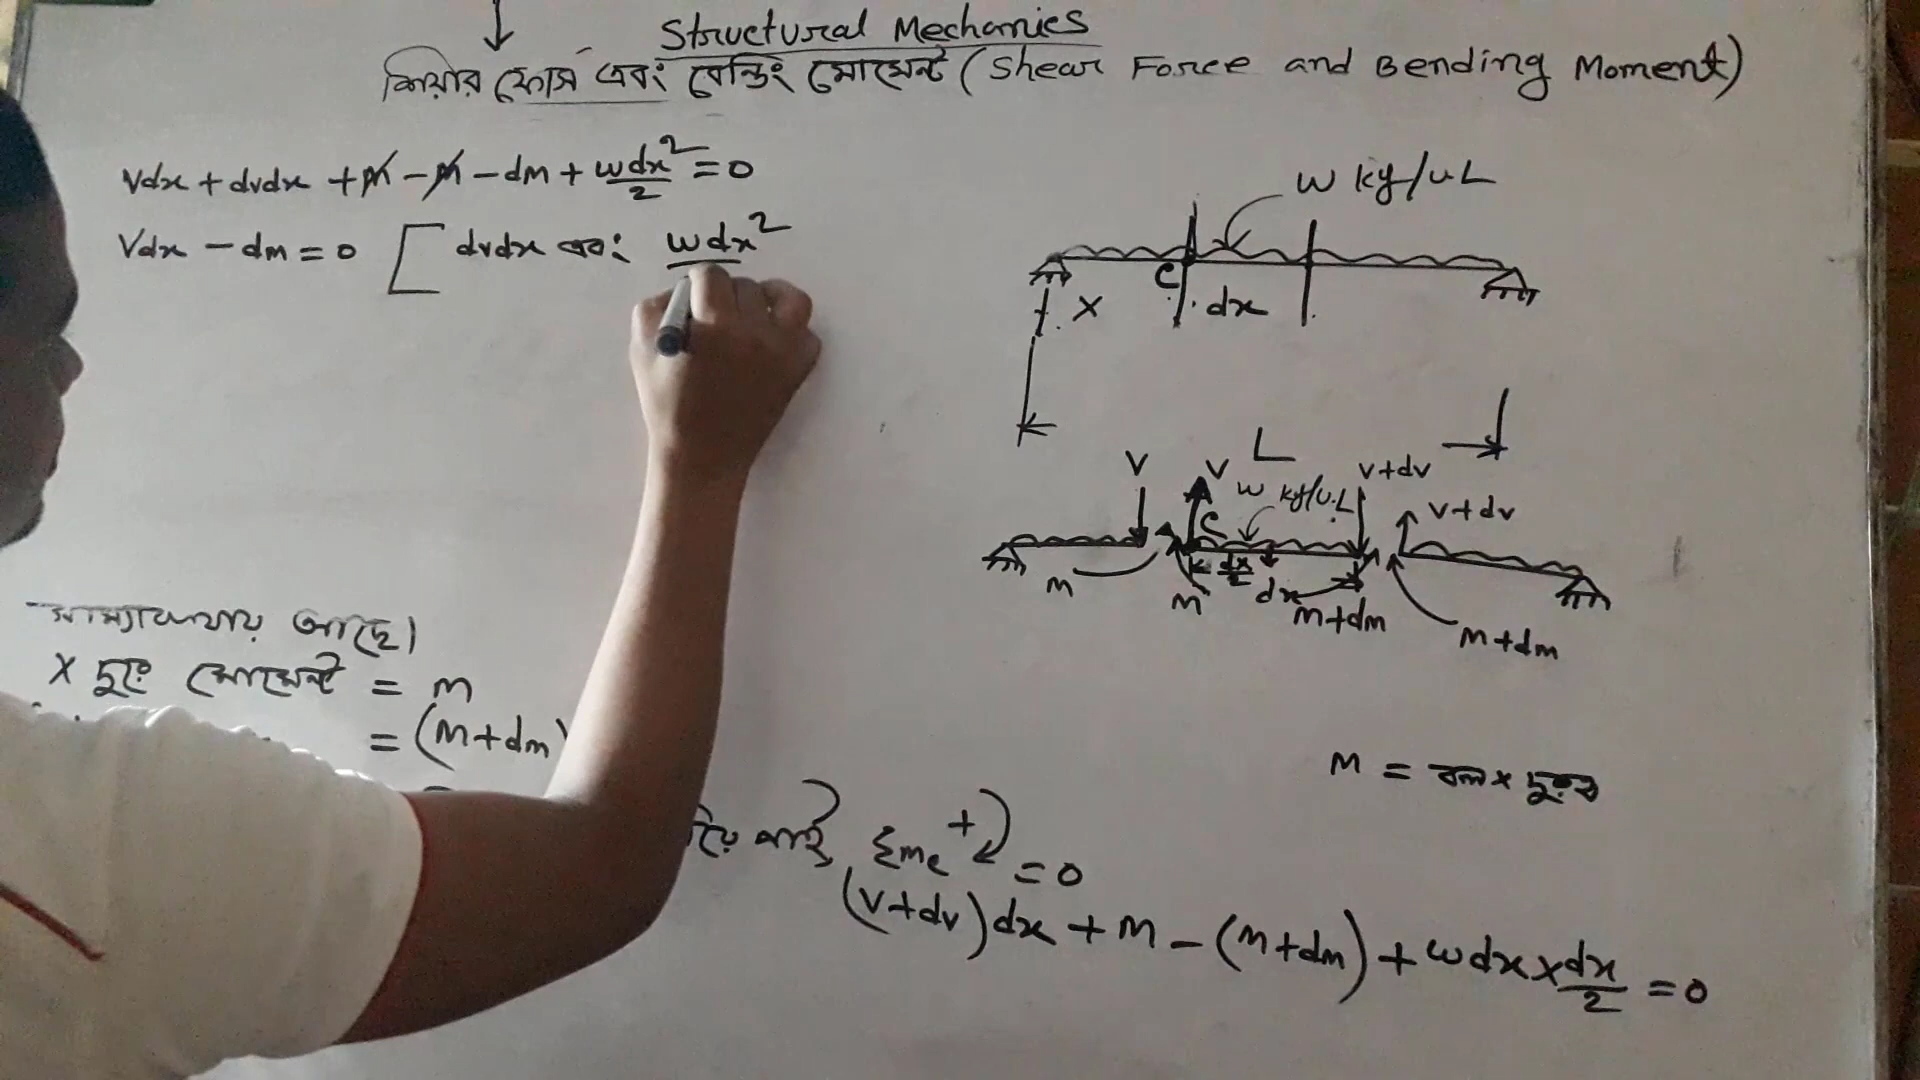 Structural Mechanics
শিয়ার ফোর্স এবং বেন্ডিং মোমেন্ট (Shear Force and Bending Moment)
Vdx + dvdx + M - M - dm + wdx²/2 = 0
Vdx - dm = 0 [ dvdx এবং wdx²
W kg/u.L
C
X dx
L
V V W kg/u.L V+dv V+dv
C
dx/2
M M dx M+dm M+dm
সাম্যাবস্থায় আছে।
X দূরে মোমেন্ট = M
= (M+dm)
M = বল × দূরত্ব
পাই, ΣMc + = 0
(V+dv)dx + M - (M+dm) + wdx × dx/2 = 0